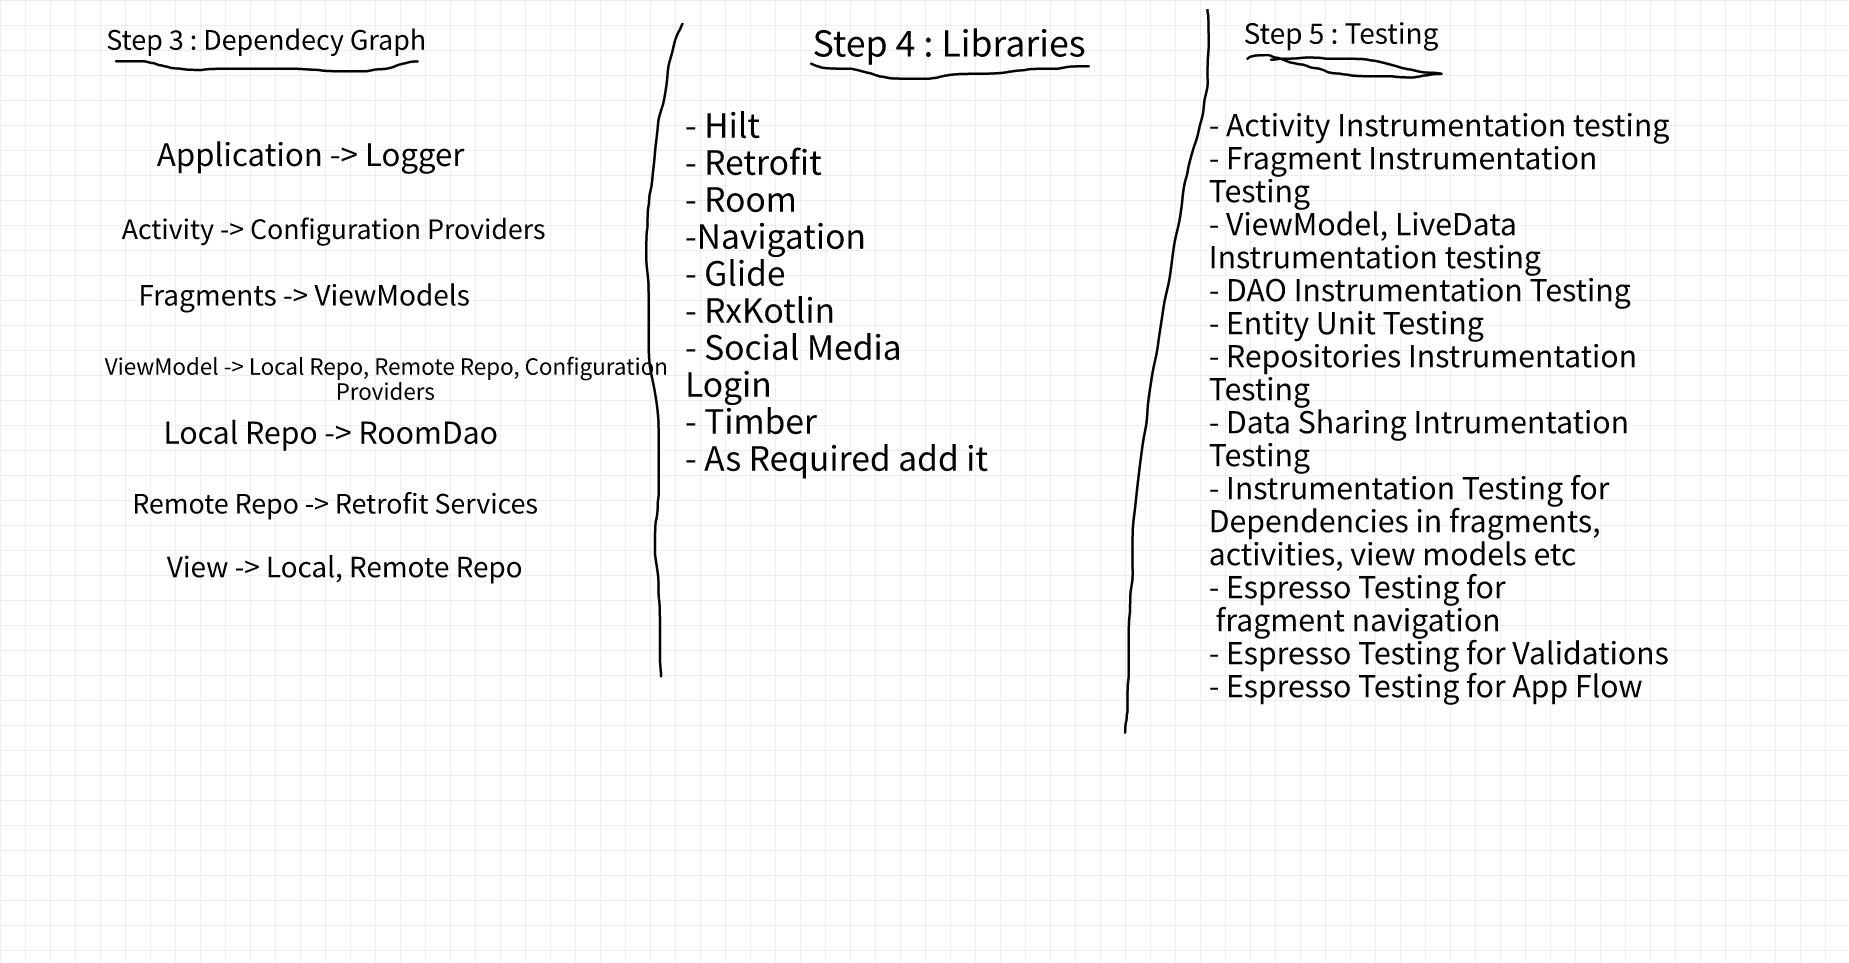 Step 3 : Dependecy Graph
Application -> Logger
Activity -> Configuration Providers
Fragments -> ViewModels
ViewModel -> Local Repo, Remote Repo, Configuration
Providers
Local Repo -> RoomDao
Remote Repo -> Retrofit Services
View -> Local, Remote Repo
Step 4 : Libraries
- Hilt
- Retrofit
- Room
-Navigation
- Glide
- RxKotlin
- Social Media
Login
- Timber
- As Required add it
Step 5 : Testing
- Activity Instrumentation testing
- Fragment Instrumentation
Testing
- ViewModel, LiveData
Instrumentation testing
- DAO Instrumentation Testing
- Entity Unit Testing
- Repositories Instrumentation
Testing
- Data Sharing Intrumentation
Testing
- Instrumentation Testing for
Dependencies in fragments,
activities, view models etc
- Espresso Testing for
fragment navigation
- Espresso Testing for Validations
- Espresso Testing for App Flow